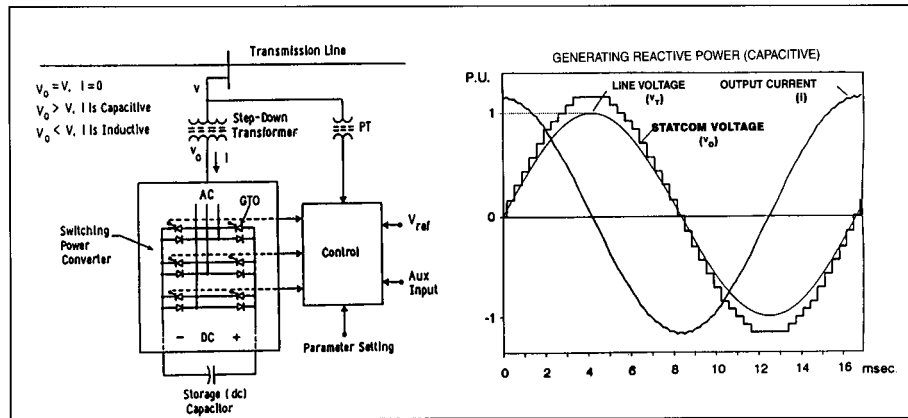 Transmission Line
V₀ = V, I = 0
V₀ > V, I Is Capacitive
V₀ < V, I Is Inductive
V
Step-Down
Transformer
PT
V₀
I
AC
GTO
Switching
Power
Converter
Control
Vref
Aux
Input
- DC +
Parameter Setting
Storage (dc)
Capacitor
GENERATING REACTIVE POWER (CAPACITIVE)
P.U.
LINE VOLTAGE
(vT)
OUTPUT CURRENT
(i)
STATCOM VOLTAGE
(v₀)
1
0
-1
0 2 4 6 8 10 12 14 16 msec.